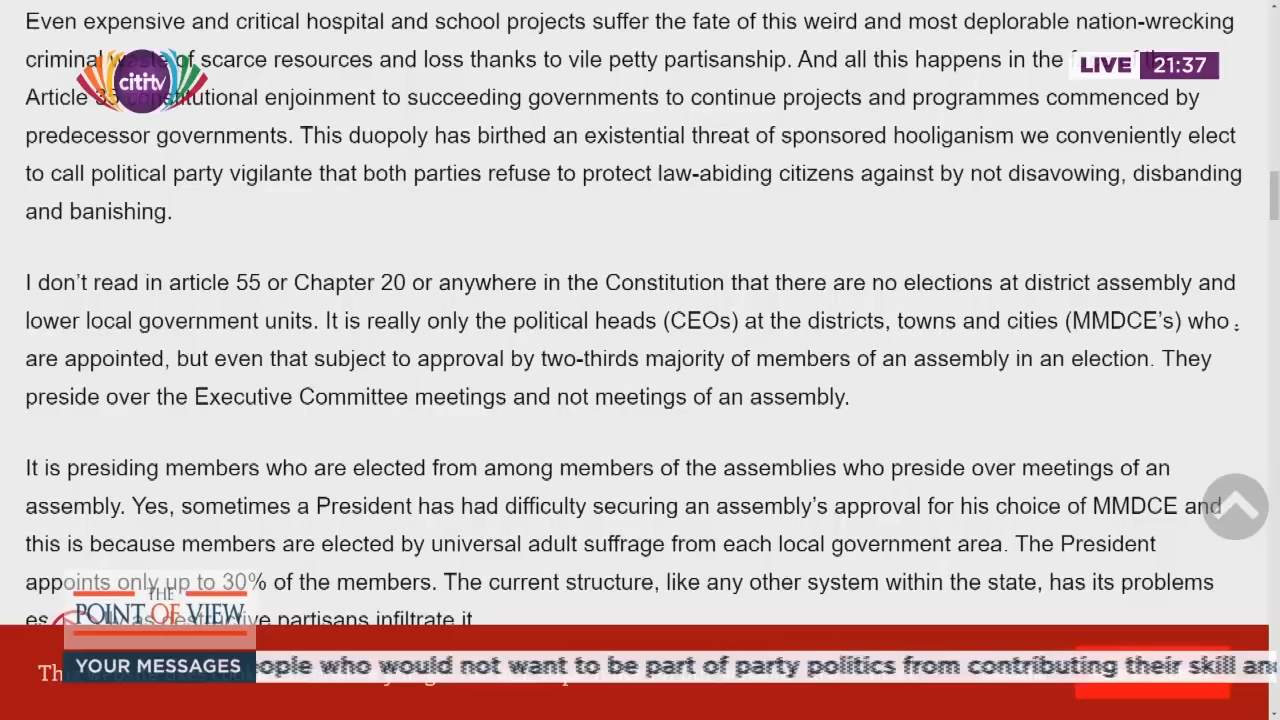 Even expensive and critical hospital and school projects suffer the fate of this weird and most deplorable nation-wrecking
criminal waste of scarce resources and loss thanks to vile petty partisanship. And all this happens in the
LIVE 21:37
citi tv
Article 35 constitutional enjoinment to succeeding governments to continue projects and programmes commenced by
predecessor governments. This duopoly has birthed an existential threat of sponsored hooliganism we conveniently elect
to call political party vigilante that both parties refuse to protect law-abiding citizens against by not disavowing, disbanding
and banishing.
I don't read in article 55 or Chapter 20 or anywhere in the Constitution that there are no elections at district assembly and
lower local government units. It is really only the political heads (CEOs) at the districts, towns and cities (MMDCE's) who
are appointed, but even that subject to approval by two-thirds majority of members of an assembly in an election. They
preside over the Executive Committee meetings and not meetings of an assembly.
It is presiding members who are elected from among members of the assemblies who preside over meetings of an
assembly. Yes, sometimes a President has had difficulty securing an assembly's approval for his choice of MMDCE and
this is because members are elected by universal adult suffrage from each local government area. The President
appoints only up to 30% of the members. The current structure, like any other system within the state, has its problems
partisans infiltrate it
THE
POINT OF VIEW
YOUR MESSAGES
ople who would not want to be part of party politics from contributing their skill an